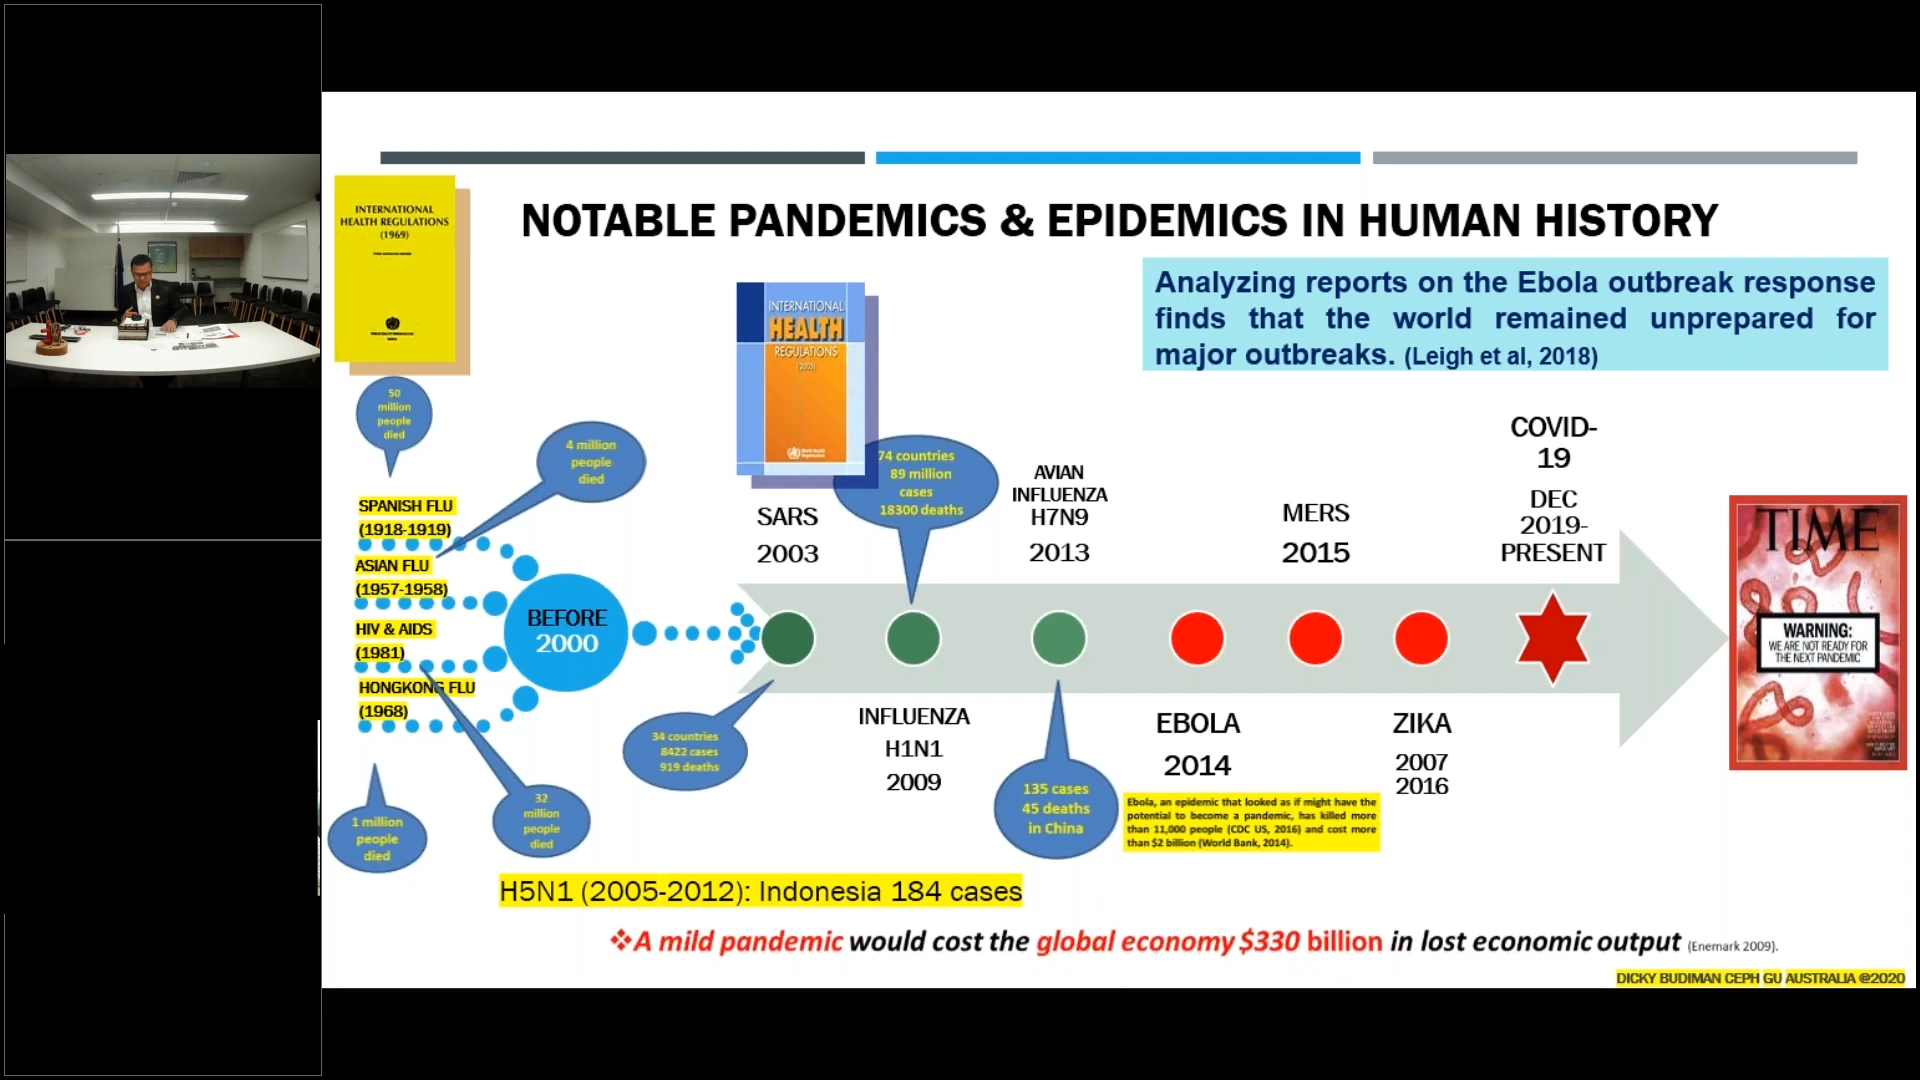 NOTABLE PANDEMICS & EPIDEMICS IN HUMAN HISTORY
INTERNATIONAL
HEALTH REGULATIONS
(1969)
INTERNATIONAL
HEALTH
REGULATIONS
(2005)
Analyzing reports on the Ebola outbreak response
finds that the world remained unprepared for
major outbreaks. (Leigh et al, 2018)
50
million
people
died
4 million
people
died
SPANISH FLU
(1918-1919)
ASIAN FLU
(1957-1958)
HIV & AIDS
(1981)
HONGKONG FLU
(1968)
1 million
people
died
32
million
people
died
BEFORE
2000
SARS
2003
34 countries
8422 cases
919 deaths
74 countries
89 million
cases
18300 deaths
INFLUENZA
H1N1
2009
AVIAN
INFLUENZA
H7N9
2013
135 cases
45 deaths
in China
EBOLA
2014
Ebola, an epidemic that looked as if might have the
potential to become a pandemic, has killed more
than 11,000 people (CDC US, 2016) and cost more
than $2 billion (World Bank, 2014).
MERS
2015
ZIKA
2007
2016
COVID-
19
DEC
2019-
PRESENT
TIME
WARNING:
WE ARE NOT READY FOR
THE NEXT PANDEMIC
H5N1 (2005-2012): Indonesia 184 cases
❖A mild pandemic would cost the global economy $330 billion in lost economic output (Enemark 2009).
DICKY BUDIMAN CEPH GU AUSTRALIA @2020